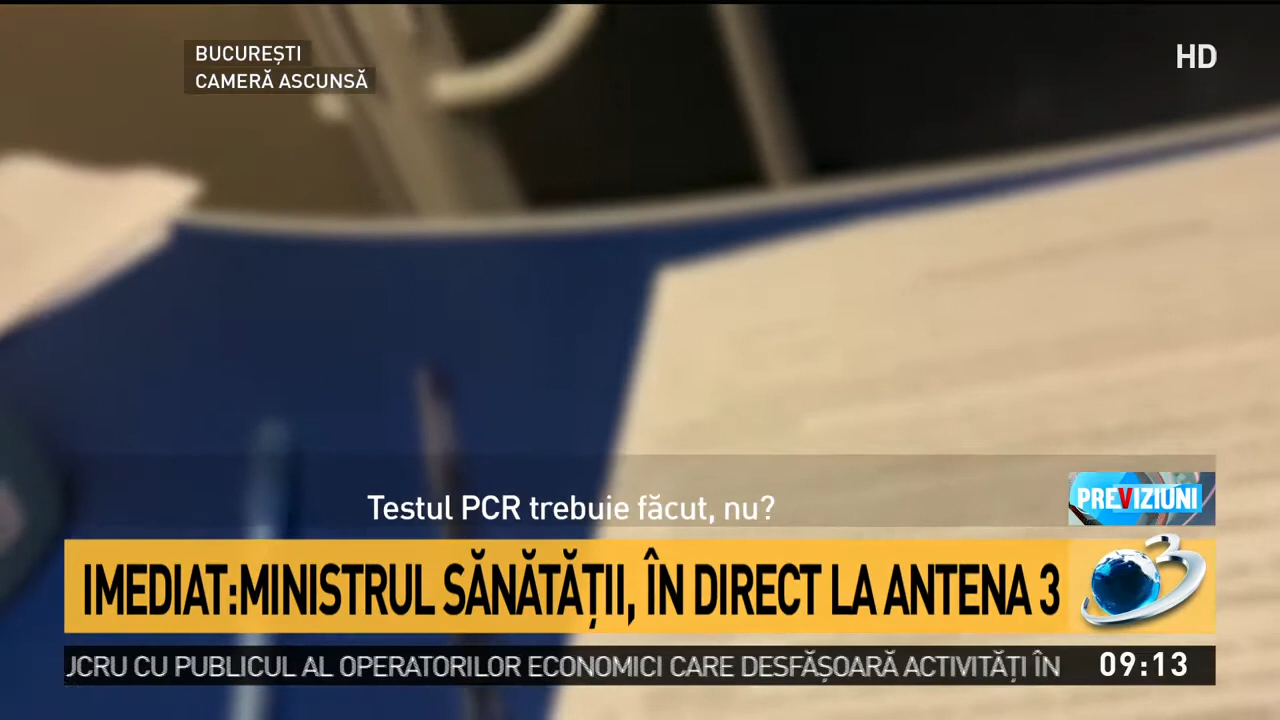 BUCUREȘTI
CAMERĂ ASCUNSĂ
HD
Testul PCR trebuie făcut, nu?
PREVIZIUNI
IMEDIAT:MINISTRUL SĂNĂTĂȚII, ÎN DIRECT LA ANTENA 3
3
CU PUBLICUL AL OPERATORILOR ECONOMICI CARE DESFĂȘOARĂ ACTIVITĂȚI ÎN
09:13